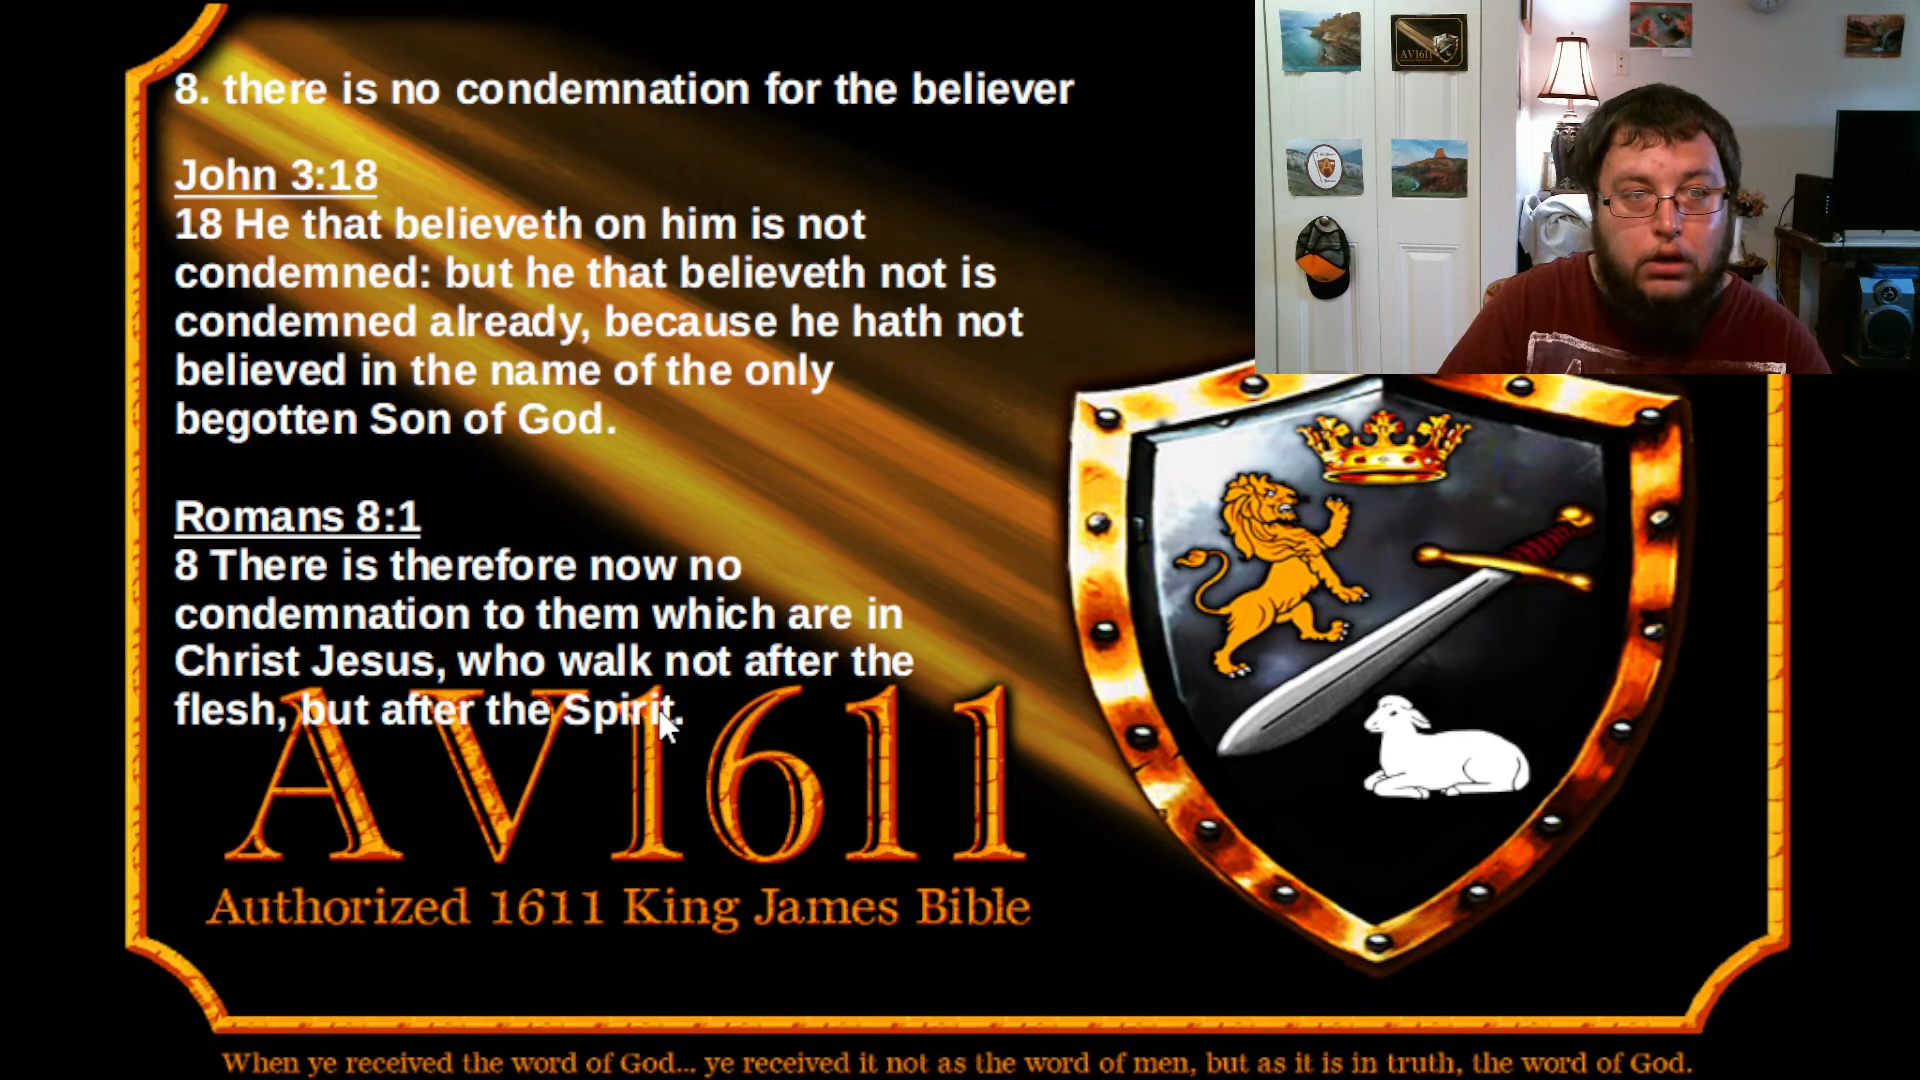 8. there is no condemnation for the believer
John 3:18
18 He that believeth on him is not
condemned: but he that believeth not is
condemned already, because he hath not
believed in the name of the only
begotten Son of God.
Romans 8:1
8 There is therefore now no
condemnation to them which are in
Christ Jesus, who walk not after the
flesh, but after the Spirit.
AV1611
Authorized 1611 King James Bible
When ye received the word of God... ye received it not as the word of men, but as it is in truth, the word of God.
AV1611